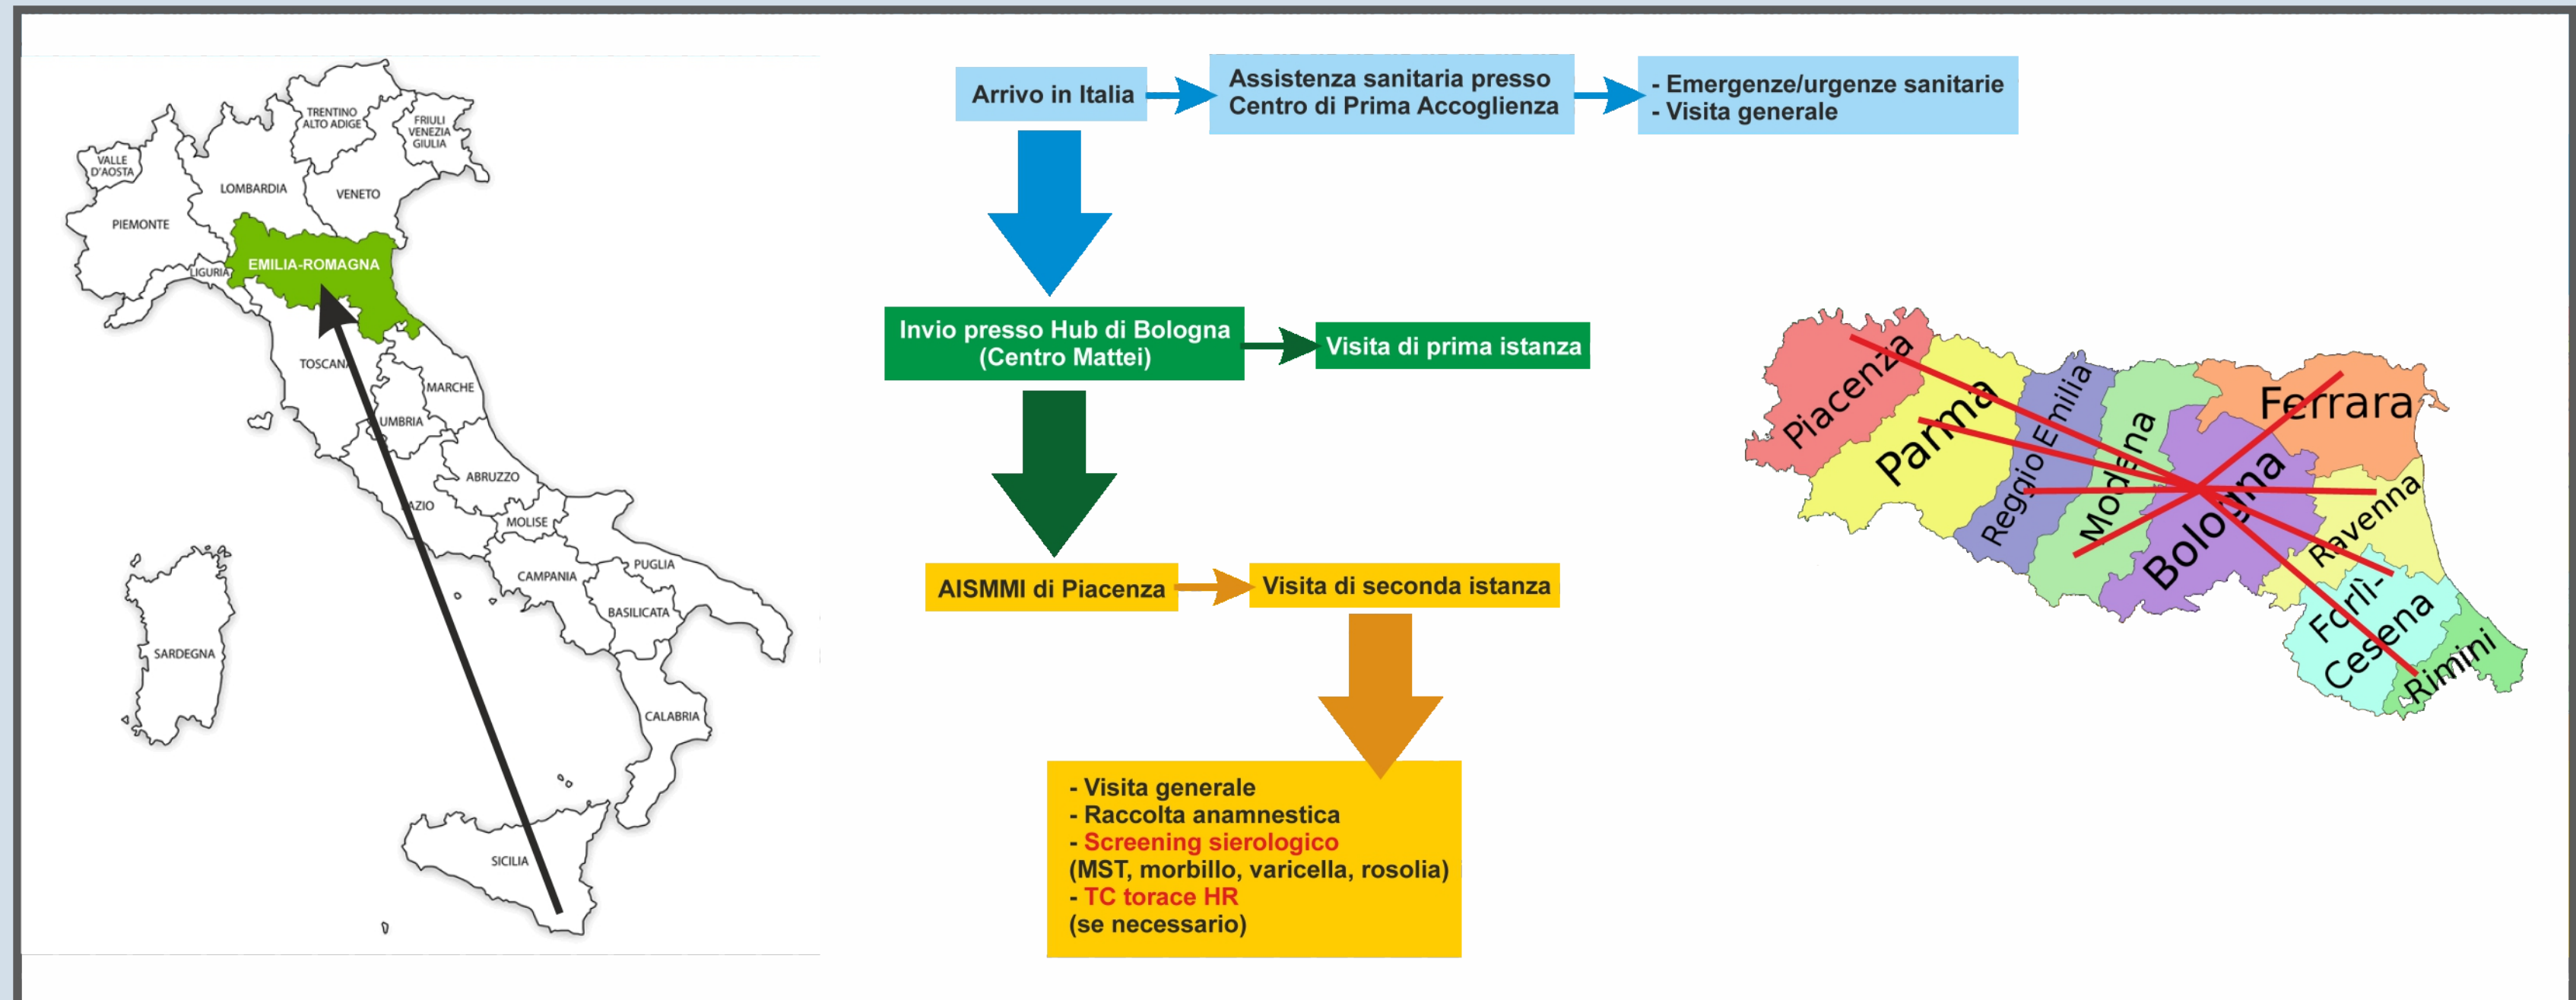 TRENTINO
ALTO ADIGE
FRIULI
VENEZIA
GIULIA
VALLE
D'AOSTA
LOMBARDIA
VENETO
PIEMONTE
EMILIA-ROMAGNA
LIGURIA
TOSCANA
MARCHE
UMBRIA
ABRUZZO
LAZIO
MOLISE
PUGLIA
CAMPANIA
BASILICATA
SARDEGNA
CALABRIA
SICILIA
Arrivo in Italia
Assistenza sanitaria presso
Centro di Prima Accoglienza
- Emergenze/urgenze sanitarie
- Visita generale
Invio presso Hub di Bologna
(Centro Mattei)
Visita di prima istanza
AISMMI di Piacenza
Visita di seconda istanza
- Visita generale
- Raccolta anamnestica
- Screening sierologico
(MST, morbillo, varicella, rosolia)
- TC torace HR
(se necessario)
Piacenza
Parma
Reggio Emilia
Modena
Bologna
Ferrara
Ravenna
Forlì-
Cesena
Rimini